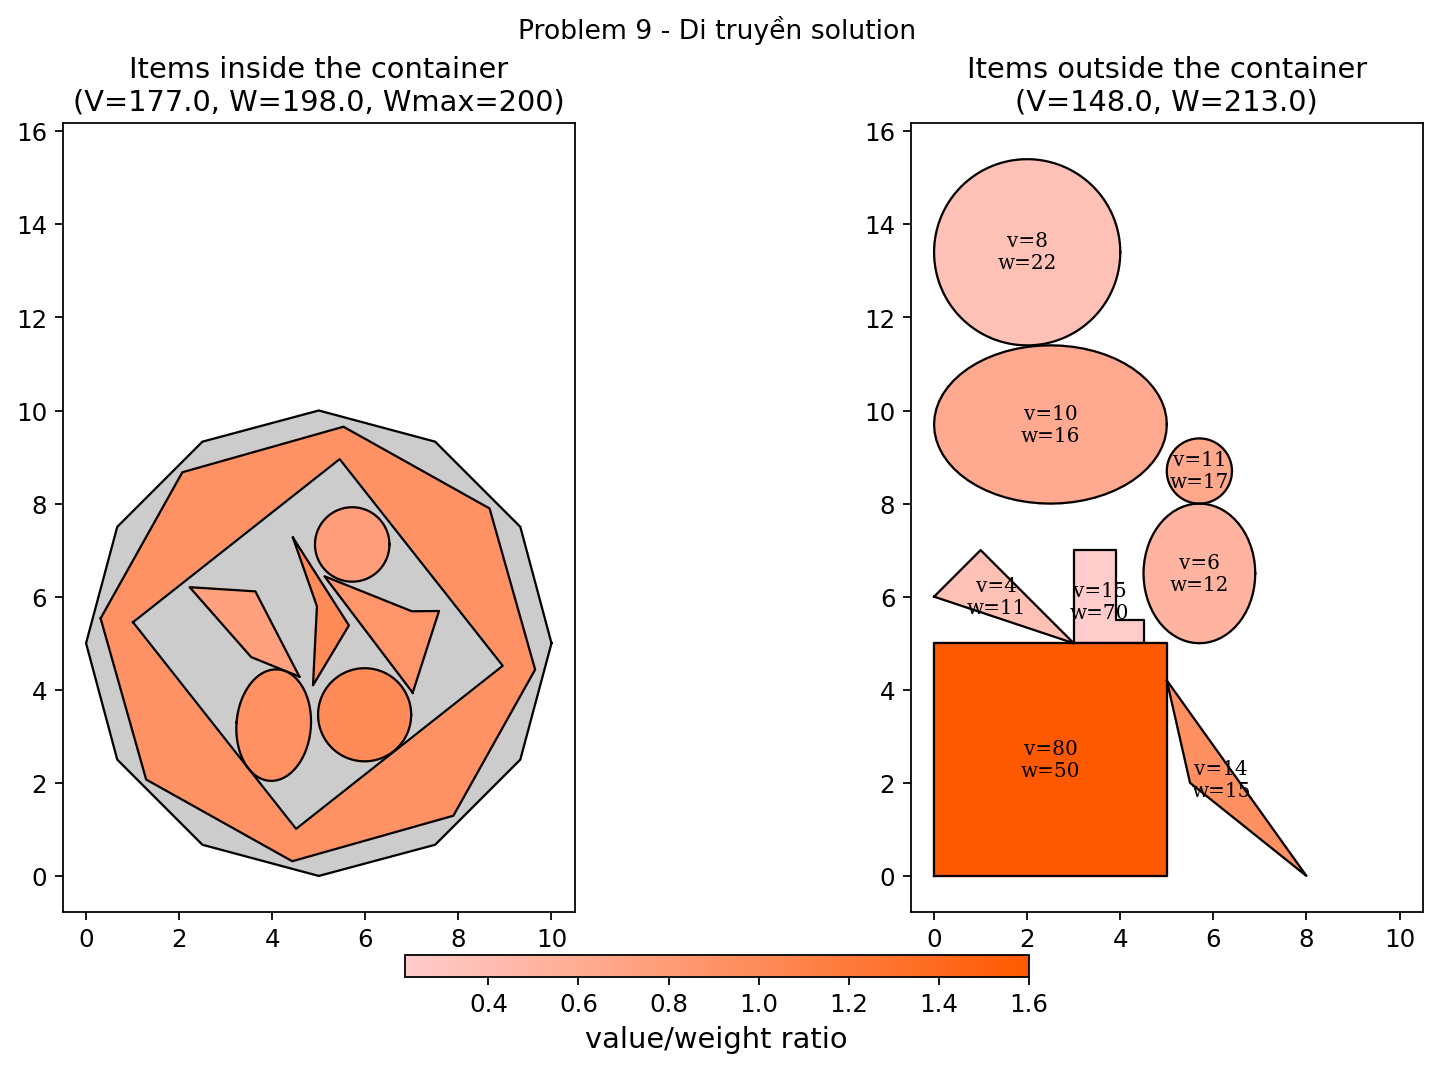 Problem 9 - Di truyền solution
Items inside the container
(V=177.0, W=198.0, Wmax=200)
16
14
12
10
8
6
4
2
0
0 2 4 6 8 10
Items outside the container
(V=148.0, W=213.0)
16
14
12
10
8
6
4
2
0
v=8
w=22
v=10
w=16
v=11
w=17
v=6
w=12
v=4
w=11
v=15
w=70
v=80
w=50
v=14
w=15
0 2 4 6 8 10
0.4 0.6 0.8 1.0 1.2 1.4 1.6
value/weight ratio